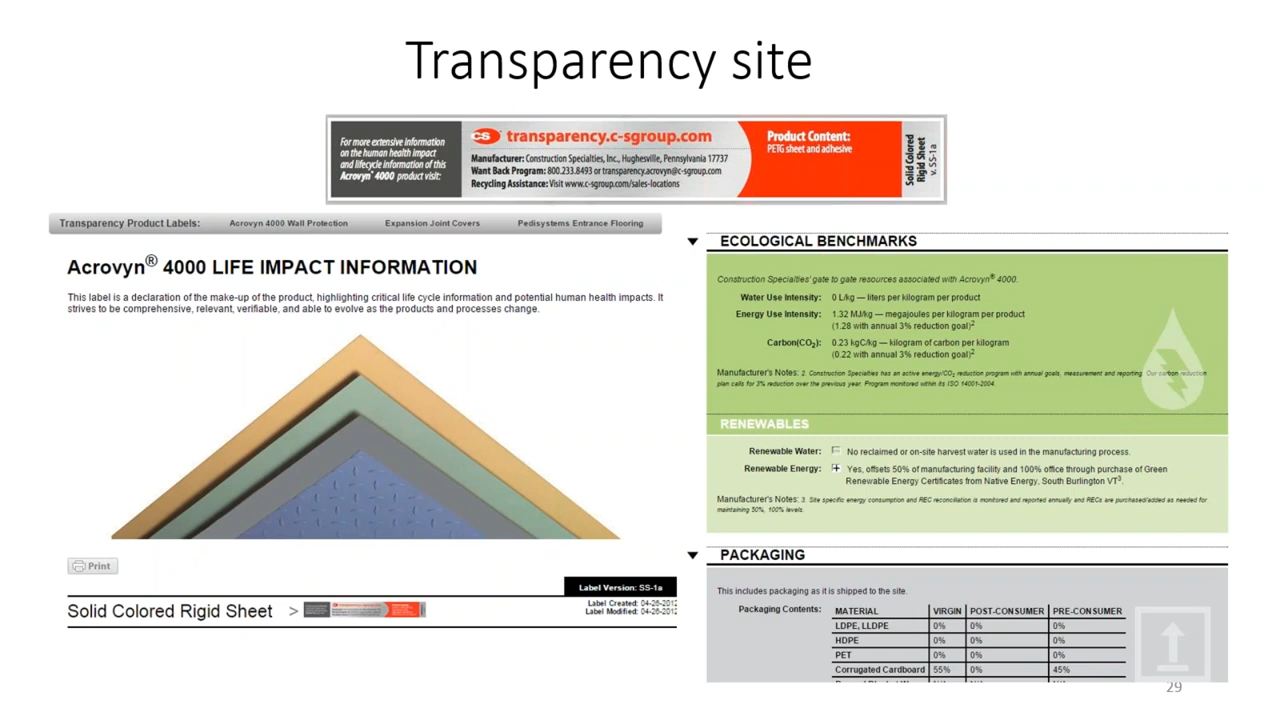 Transparency site
For more extensive information
on the human health impact
and lifecycle information of this
Acrovyn® 4000 product visit:
CS transparency.c-sgroup.com
Manufacturer: Construction Specialties, Inc., Hughesville, Pennsylvania 17737
Want Back Program: 800.233.8493 or transparency.acrovyn@c-sgroup.com
Recycling Assistance: Visit www.c-sgroup.com/sales-locations
Product Content:
PETG sheet and adhesive
Solid Colored
Rigid Sheet
v. SS-1a
Transparency Product Labels: Acrovyn 4000 Wall Protection Expansion Joint Covers Pedisystems Entrance Flooring
Acrovyn® 4000 LIFE IMPACT INFORMATION
This label is a declaration of the make-up of the product, highlighting critical life cycle information and potential human health impacts. It
strives to be comprehensive, relevant, verifiable, and able to evolve as the products and processes change.
Print
Label Version: SS-1a
Label Created: 04-26-2012
Label Modified: 04-26-2012
Solid Colored Rigid Sheet >
ECOLOGICAL BENCHMARKS
Construction Specialties' gate to gate resources associated with Acrovyn® 4000.
Water Use Intensity: 0 L/kg — liters per kilogram per product
Energy Use Intensity: 1.32 MJ/kg — megajoules per kilogram per product
(1.28 with annual 3% reduction goal)2
Carbon(CO2): 0.23 kgC/kg — kilogram of carbon per kilogram
(0.22 with annual 3% reduction goal)2
Manufacturer's Notes: 2. Construction Specialties has an active energy/CO2 reduction program with annual goals, measurement and reporting. Our carbon reduction
plan calls for 3% reduction over the previous year. Program monitored within its ISO 14001-2004.
RENEWABLES
Renewable Water: No reclaimed or on-site harvest water is used in the manufacturing process.
Renewable Energy: Yes, offsets 50% of manufacturing facility and 100% office through purchase of Green
Renewable Energy Certificates from Native Energy, South Burlington VT3.
Manufacturer's Notes: 3. Site specific energy consumption and REC reconciliation is monitored and reported annually and RECs are purchased/added as needed for
maintaining 50%, 100% levels.
PACKAGING
This includes packaging as it is shipped to the site.
Packaging Contents: MATERIAL VIRGIN POST-CONSUMER PRE-CONSUMER
LDPE, LLDPE 0% 0% 0%
HDPE 0% 0% 0%
PET 0% 0% 0%
Corrugated Cardboard 55% 0% 45%
29